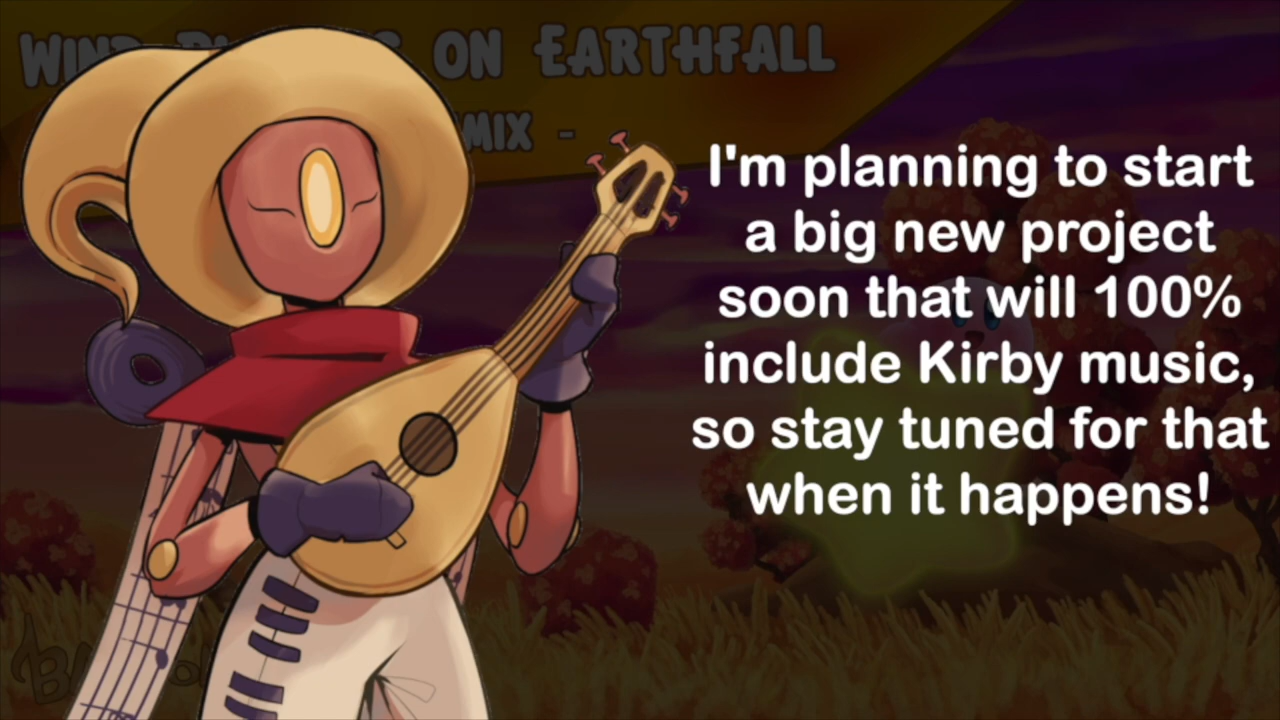 ON EARTHFALL
I'm planning to start
a big new project
soon that will 100%
include Kirby music,
so stay tuned for that
when it happens!